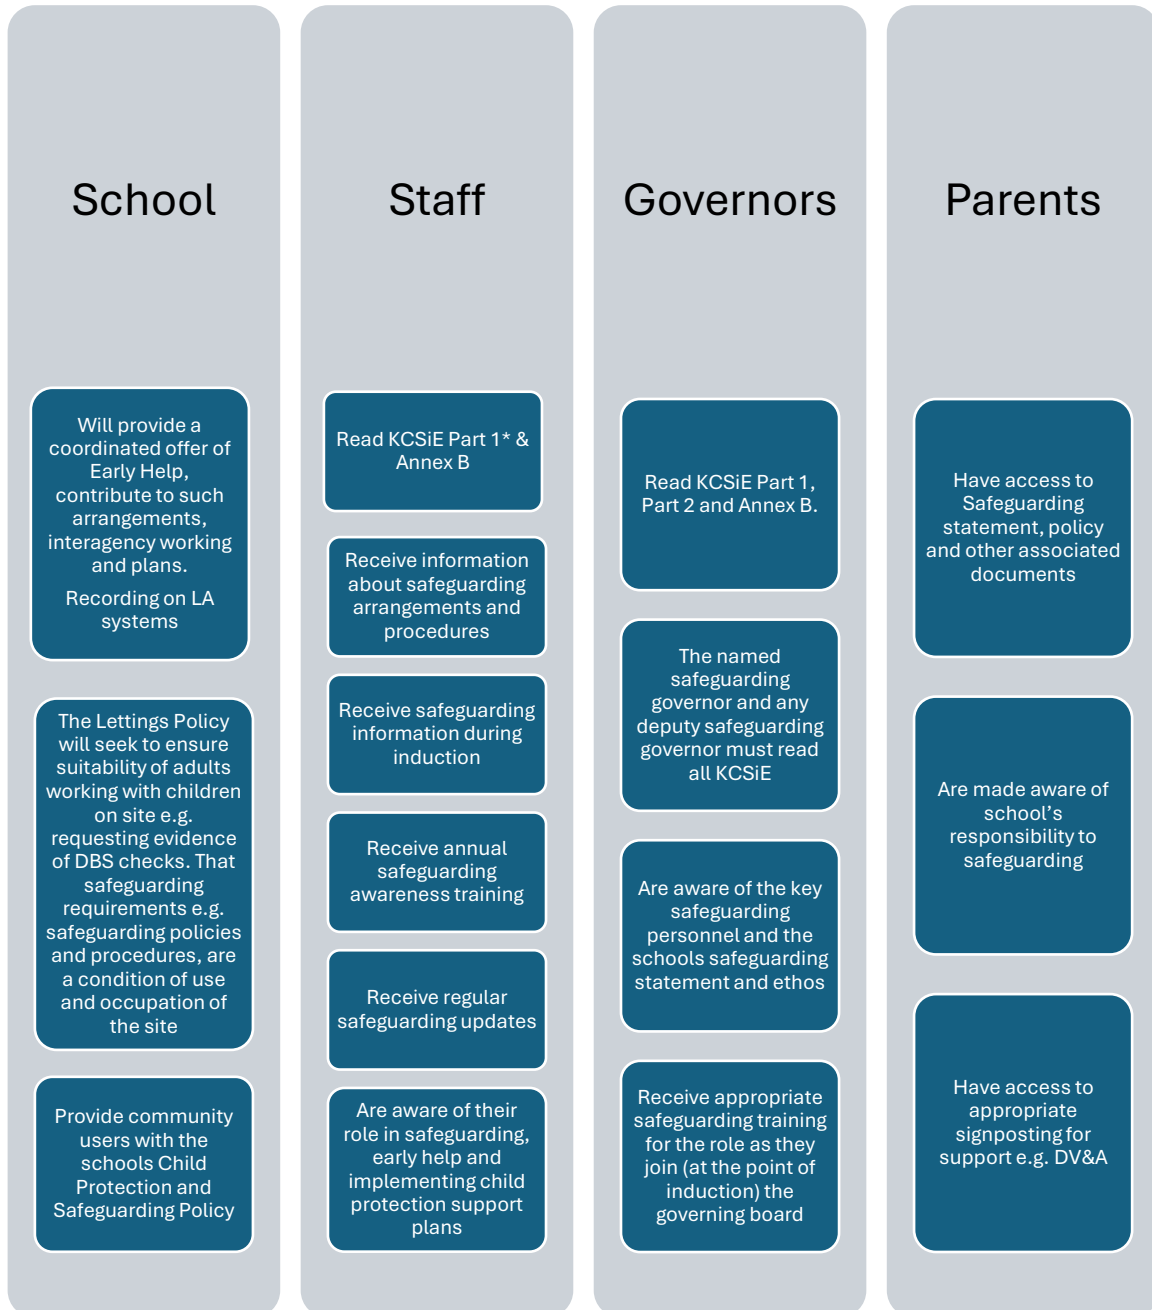 School
Will provide a
coordinated offer of
Early Help,
contribute to such
arrangements,
interagency working
and plans.
Recording on LA
systems
The Lettings Policy
will seek to ensure
suitability of adults
working with children
on site e.g.
requesting evidence
of DBS checks. That
safeguarding
requirements e.g.
safeguarding policies
and procedures, are
a condition of use
and occupation of
the site
Provide community
users with the
schools Child
Protection and
Safeguarding Policy
Staff
Read KCSiE Part 1* &
Annex B
Receive information
about safeguarding
arrangements and
procedures
Receive safeguarding
information during
induction
Receive annual
safeguarding
awareness training
Receive regular
safeguarding updates
Are aware of their
role in safeguarding,
early help and
implementing child
protection support
plans
Governors
Read KCSiE Part 1,
Part 2 and Annex B.
The named
safeguarding
governor and any
deputy safeguarding
governor must read
all KCSiE
Are aware of the key
safeguarding
personnel and the
schools safeguarding
statement and ethos
Receive appropriate
safeguarding training
for the role as they
join (at the point of
induction) the
governing board
Parents
Have access to
Safeguarding
statement, policy
and other associated
documents
Are made aware of
school’s
responsibility to
safeguarding
Have access to
appropriate
signposting for
support e.g. DV&A